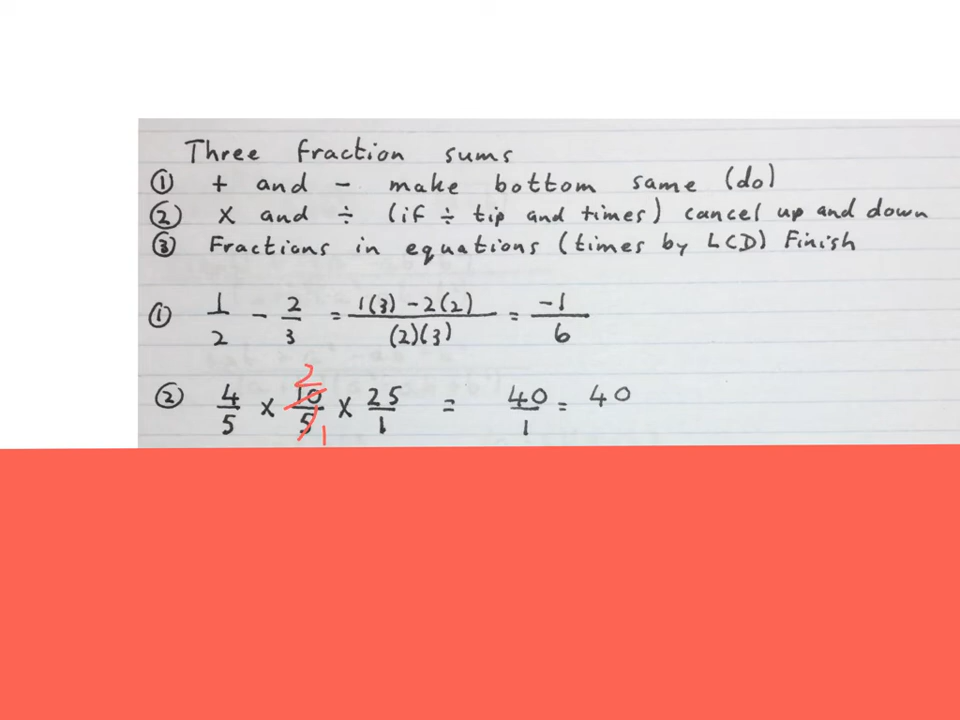 Three fraction sums
① + and - make bottom same (do)
② × and ÷ (if ÷ tip and times) cancel up and down
③ Fractions in equations (times by LCD) Finish
① 1/2 - 2/3 = 1(3) - 2(2)/(2)(3) = -1/6
② 4/5 × 10/5 × 25/1 = 40/1 = 40
2
1